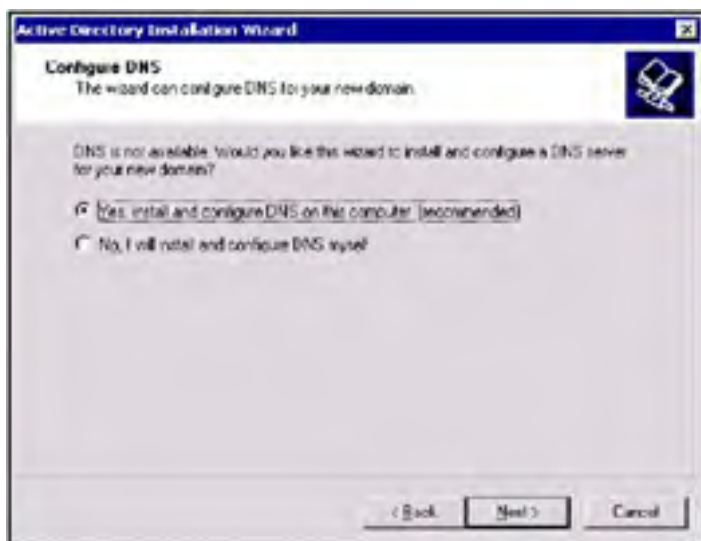 Active Directory Installation Wizard
Configure DNS
The wizard can configure DNS for your new domain.
DNS is not available. Would you like this wizard to install and configure a DNS server
for your new domain?
Yes, install and configure DNS on this computer (recommended)
No, I will install and configure DNS myself
< Back
Next >
Cancel